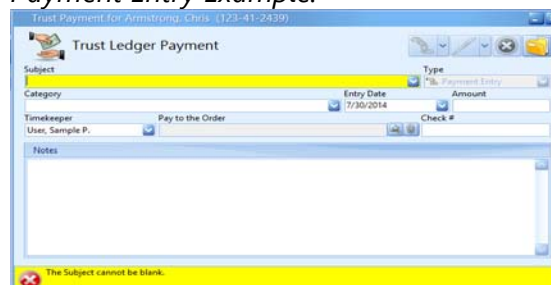 Payment Entry Example:
Trust Payment for Armstrong, Chris (123-41-2439)
Trust Ledger Payment
Subject Type
Payment Entry
Category Entry Date Amount
7/30/2014
Timekeeper Pay to the Order Check #
User, Sample P.
Notes
The Subject cannot be blank.